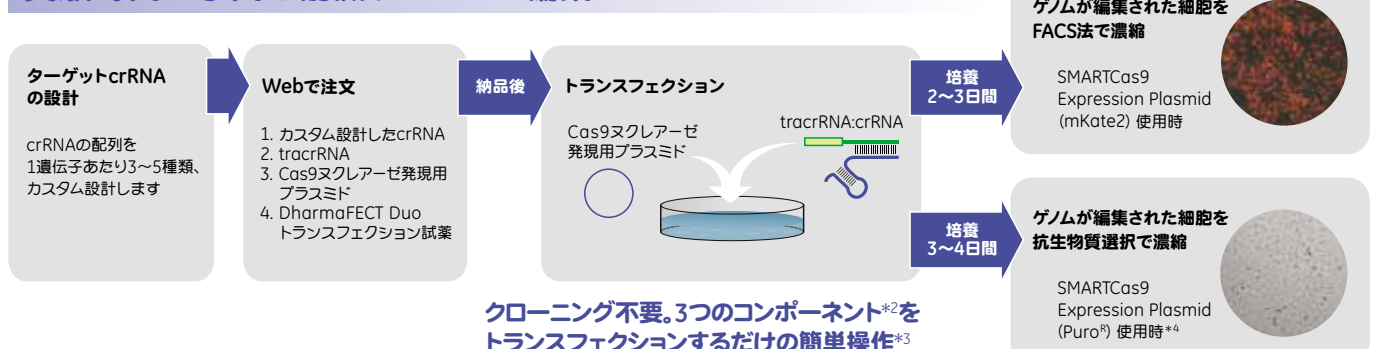 ターゲットcrRNA
の設計
crRNAの配列を
1遺伝子あたり3～5種類、
カスタム設計します
Webで注文
1. カスタム設計したcrRNA
2. tracrRNA
3. Cas9ヌクレアーゼ発現用
プラスミド
4. DharmaFECT Duo
トランスフェクション試薬
納品後
トランスフェクション
Cas9ヌクレアーゼ
発現用プラスミド
tracrRNA:crRNA
培養
2～3日間
ゲノムが編集された細胞を
FACS法で濃縮
SMARTCas9
Expression Plasmid
(mKate2) 使用時
培養
3～4日間
ゲノムが編集された細胞を
抗生物質選択で濃縮
SMARTCas9
Expression Plasmid
(Puroᴿ) 使用時*4
クローニング不要。3つのコンポーネント*2を
トランスフェクションするだけの簡単操作*3